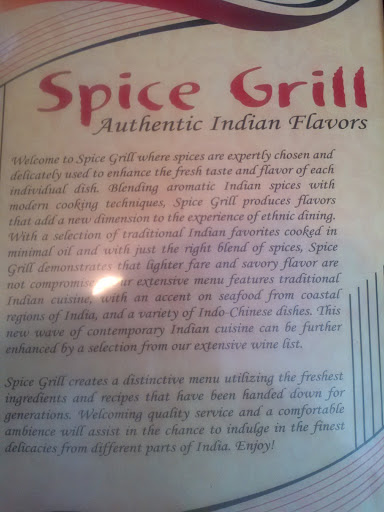 Spice Grill
Authentic Indian Flavors
Welcome to Spice Grill where spices are expertly chosen and
delicately used to enhance the fresh taste and flavor of each
individual dish. Blending aromatic Indian spices with
modern cooking techniques, Spice Grill produces flavors
that add a new dimension to the experience of ethnic dining.
With a selection of traditional Indian favorites cooked in
minimal oil and with just the right blend of spices, Spice
Grill demonstrates that lighter fare and savory flavor are
not extensive menu features traditional
Indian cuisine, with an accent on seafood from coastal
regions of India, and a variety of Indo-Chinese dishes. This
new wave of contemporary Indian cuisine can be further
enhanced by a selection from our extensive wine list.
Spice Grill creates a distinctive menu utilizing the freshest
ingredients and recipes that have been handed down for
generations. Welcoming quality service and a comfortable
ambience will assist in the chance to indulge in the finest
delicacies from different parts of India. Enjoy!